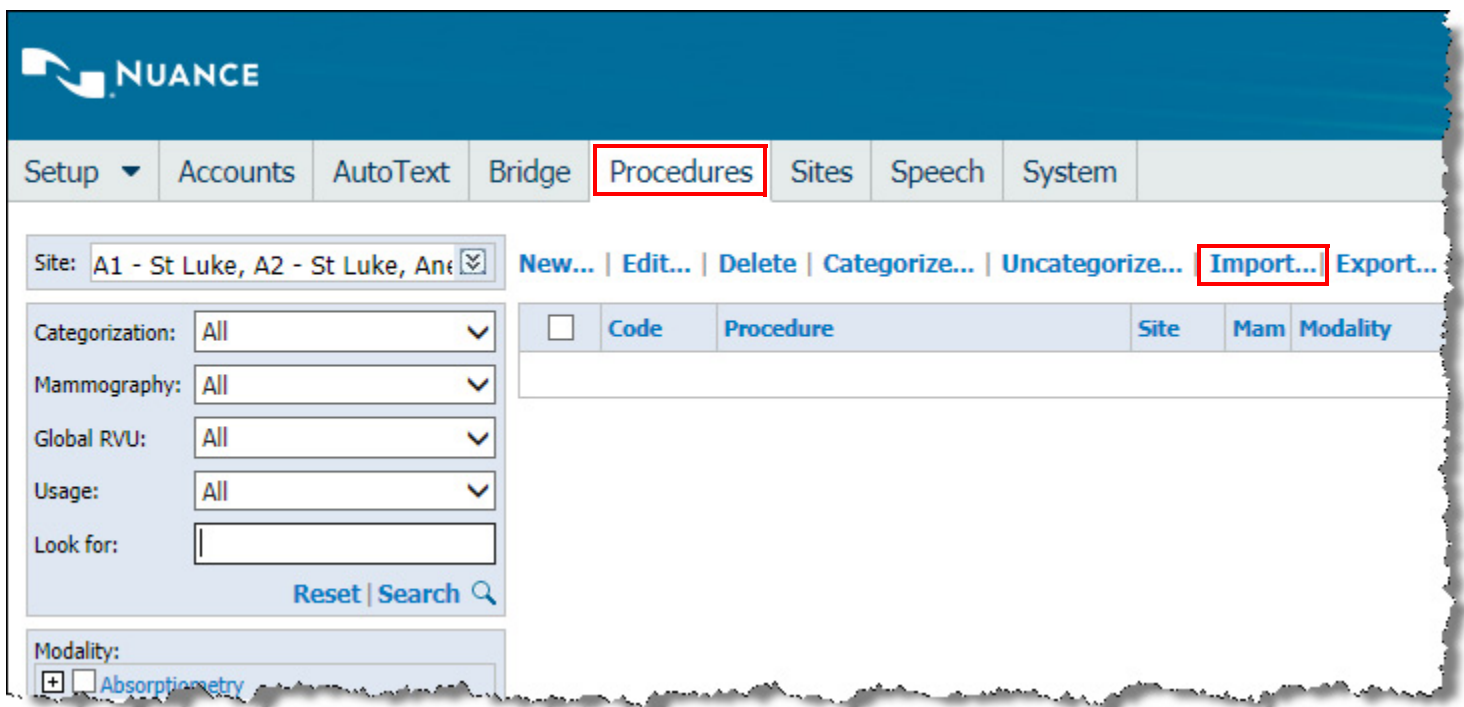 NUANCE
Setup Accounts AutoText Bridge Procedures Sites Speech System
Site: A1 - St Luke, A2 - St Luke, Ane
New... | Edit... | Delete | Categorize... | Uncategorize... | Import... | Export...
Categorization: All
Mammography: All
Global RVU: All
Usage: All
Look for:
Reset | Search
Code Procedure Site Mam Modality
Modality:
Absorptiometry